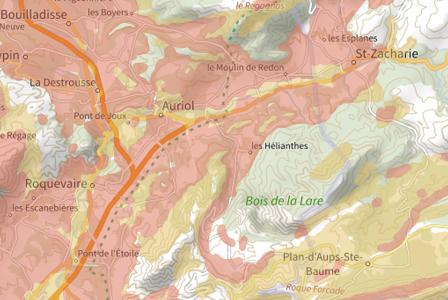 le Regagnas
les Boyers
Bouilladisse
Neuve
les Esplanes
St-Zacharie
pin
le Moulin de Redon
La Destrousse
Auriol
Pont de Joux
e Régage
les Hélianthes
Roquevaire
Bois de la Lare
les Escanebières
Pont de l'Étoile
Plan-d'Aups-Ste-
Baume
Roque Forcade